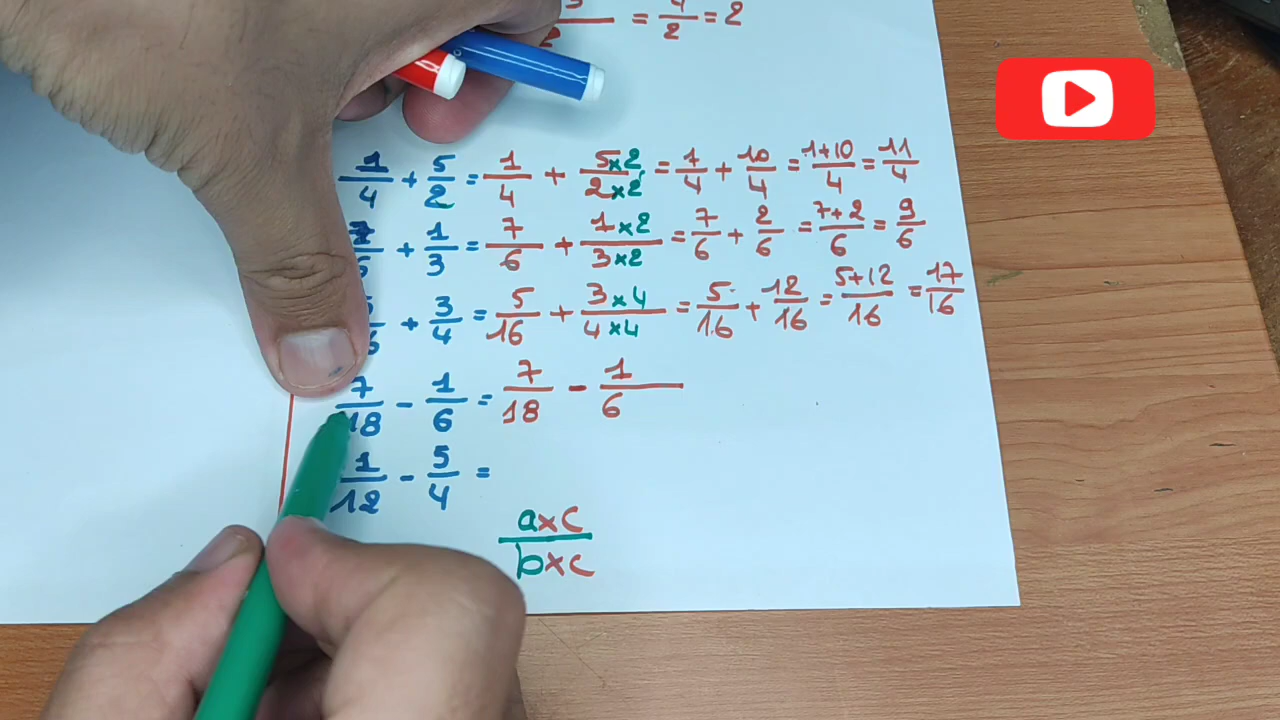 = 4/2 = 2
1/4 + 5/2 = 1/4 + 5×2/2×2 = 1/4 + 10/4 = 1+10/4 = 11/4
+ 1/3 = 7/6 + 1×2/3×2 = 7/6 + 2/6 = 7+2/6 = 9/6
+ 3/4 = 5/16 + 3×4/4×4 = 5/16 + 12/16 = 5+12/16 = 17/16
7/18 - 1/6 = 7/18 - 1/6
1/12 - 5/4 =
a×c/b×c